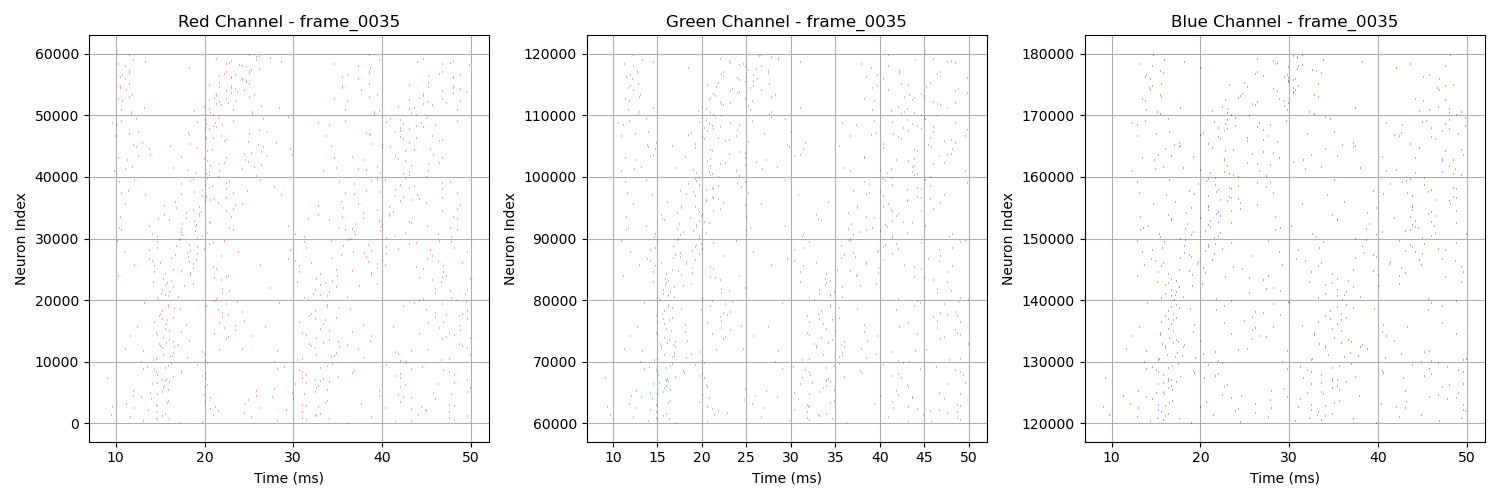 Red Channel - frame_0035
Green Channel - frame_0035
Blue Channel - frame_0035
Neuron Index
60000
50000
40000
30000
20000
10000
0
10 20 30 40 50
Time (ms)
Neuron Index
120000
110000
100000
90000
80000
70000
60000
10 15 20 25 30 35 40 45 50
Time (ms)
Neuron Index
180000
170000
160000
150000
140000
130000
120000
10 20 30 40 50
Time (ms)